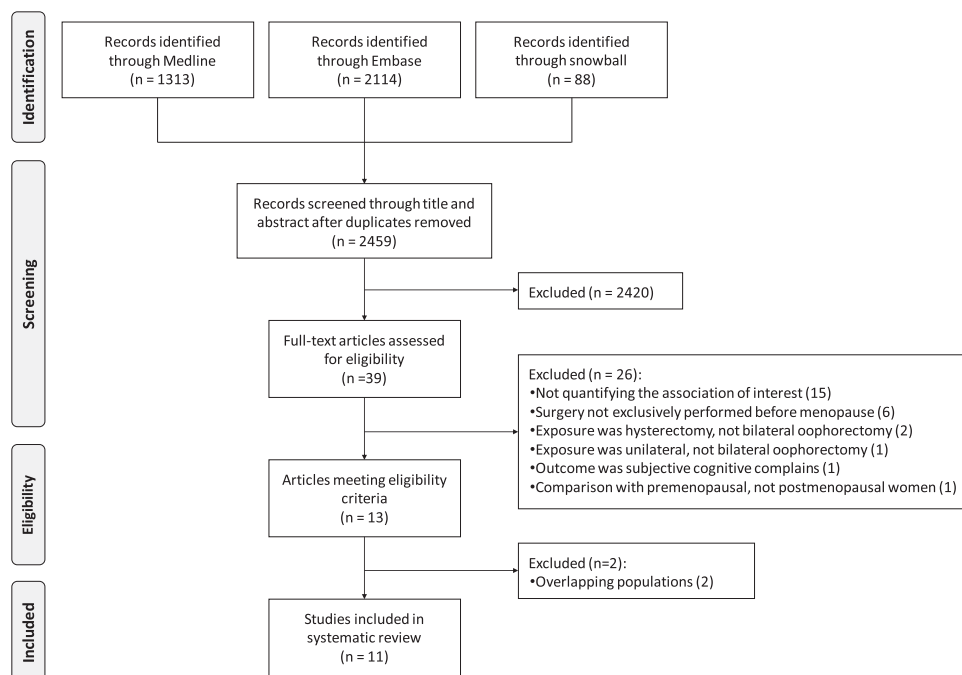 Identification
Records identified
through Medline
(n = 1313)
Records identified
through Embase
(n = 2114)
Records identified
through snowball
(n = 88)
Screening
Records screened through title and
abstract after duplicates removed
(n = 2459)
Excluded (n = 2420)
Full-text articles assessed
for eligibility
(n =39)
Excluded (n = 26):
•Not quantifying the association of interest (15)
•Surgery not exclusively performed before menopause (6)
•Exposure was hysterectomy, not bilateral oophorectomy (2)
•Exposure was unilateral, not bilateral oophorectomy (1)
•Outcome was subjective cognitive complains (1)
•Comparison with premenopausal, not postmenopausal women (1)
Eligibility
Articles meeting eligibility
criteria
(n = 13)
Excluded (n=2):
•Overlapping populations (2)
Included
Studies included in
systematic review
(n = 11)